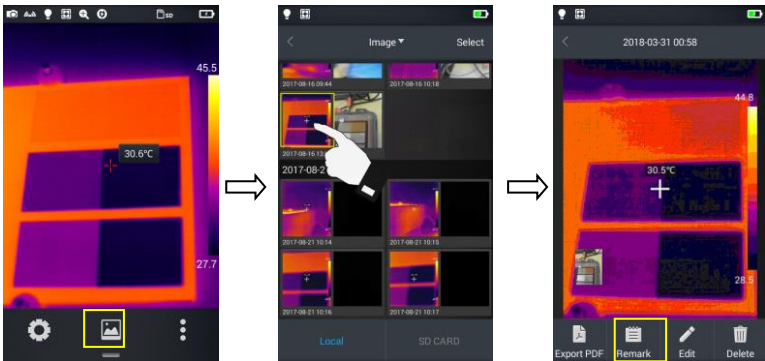 SD
45.5
30.6°C
27.7
Image▼
Select
2017-08-16 09:44
2017-08-16 10:18
2017-08-16 13:
2017-08-2
2017-08-21 10:14
2017-08-21 10:15
2017-08-21 10:16
2017-08-21 10:17
Local
SD CARD
2018-03-31 00:58
44.8
30.5°C
28.5
Export PDF
Remark
Edit
Delete